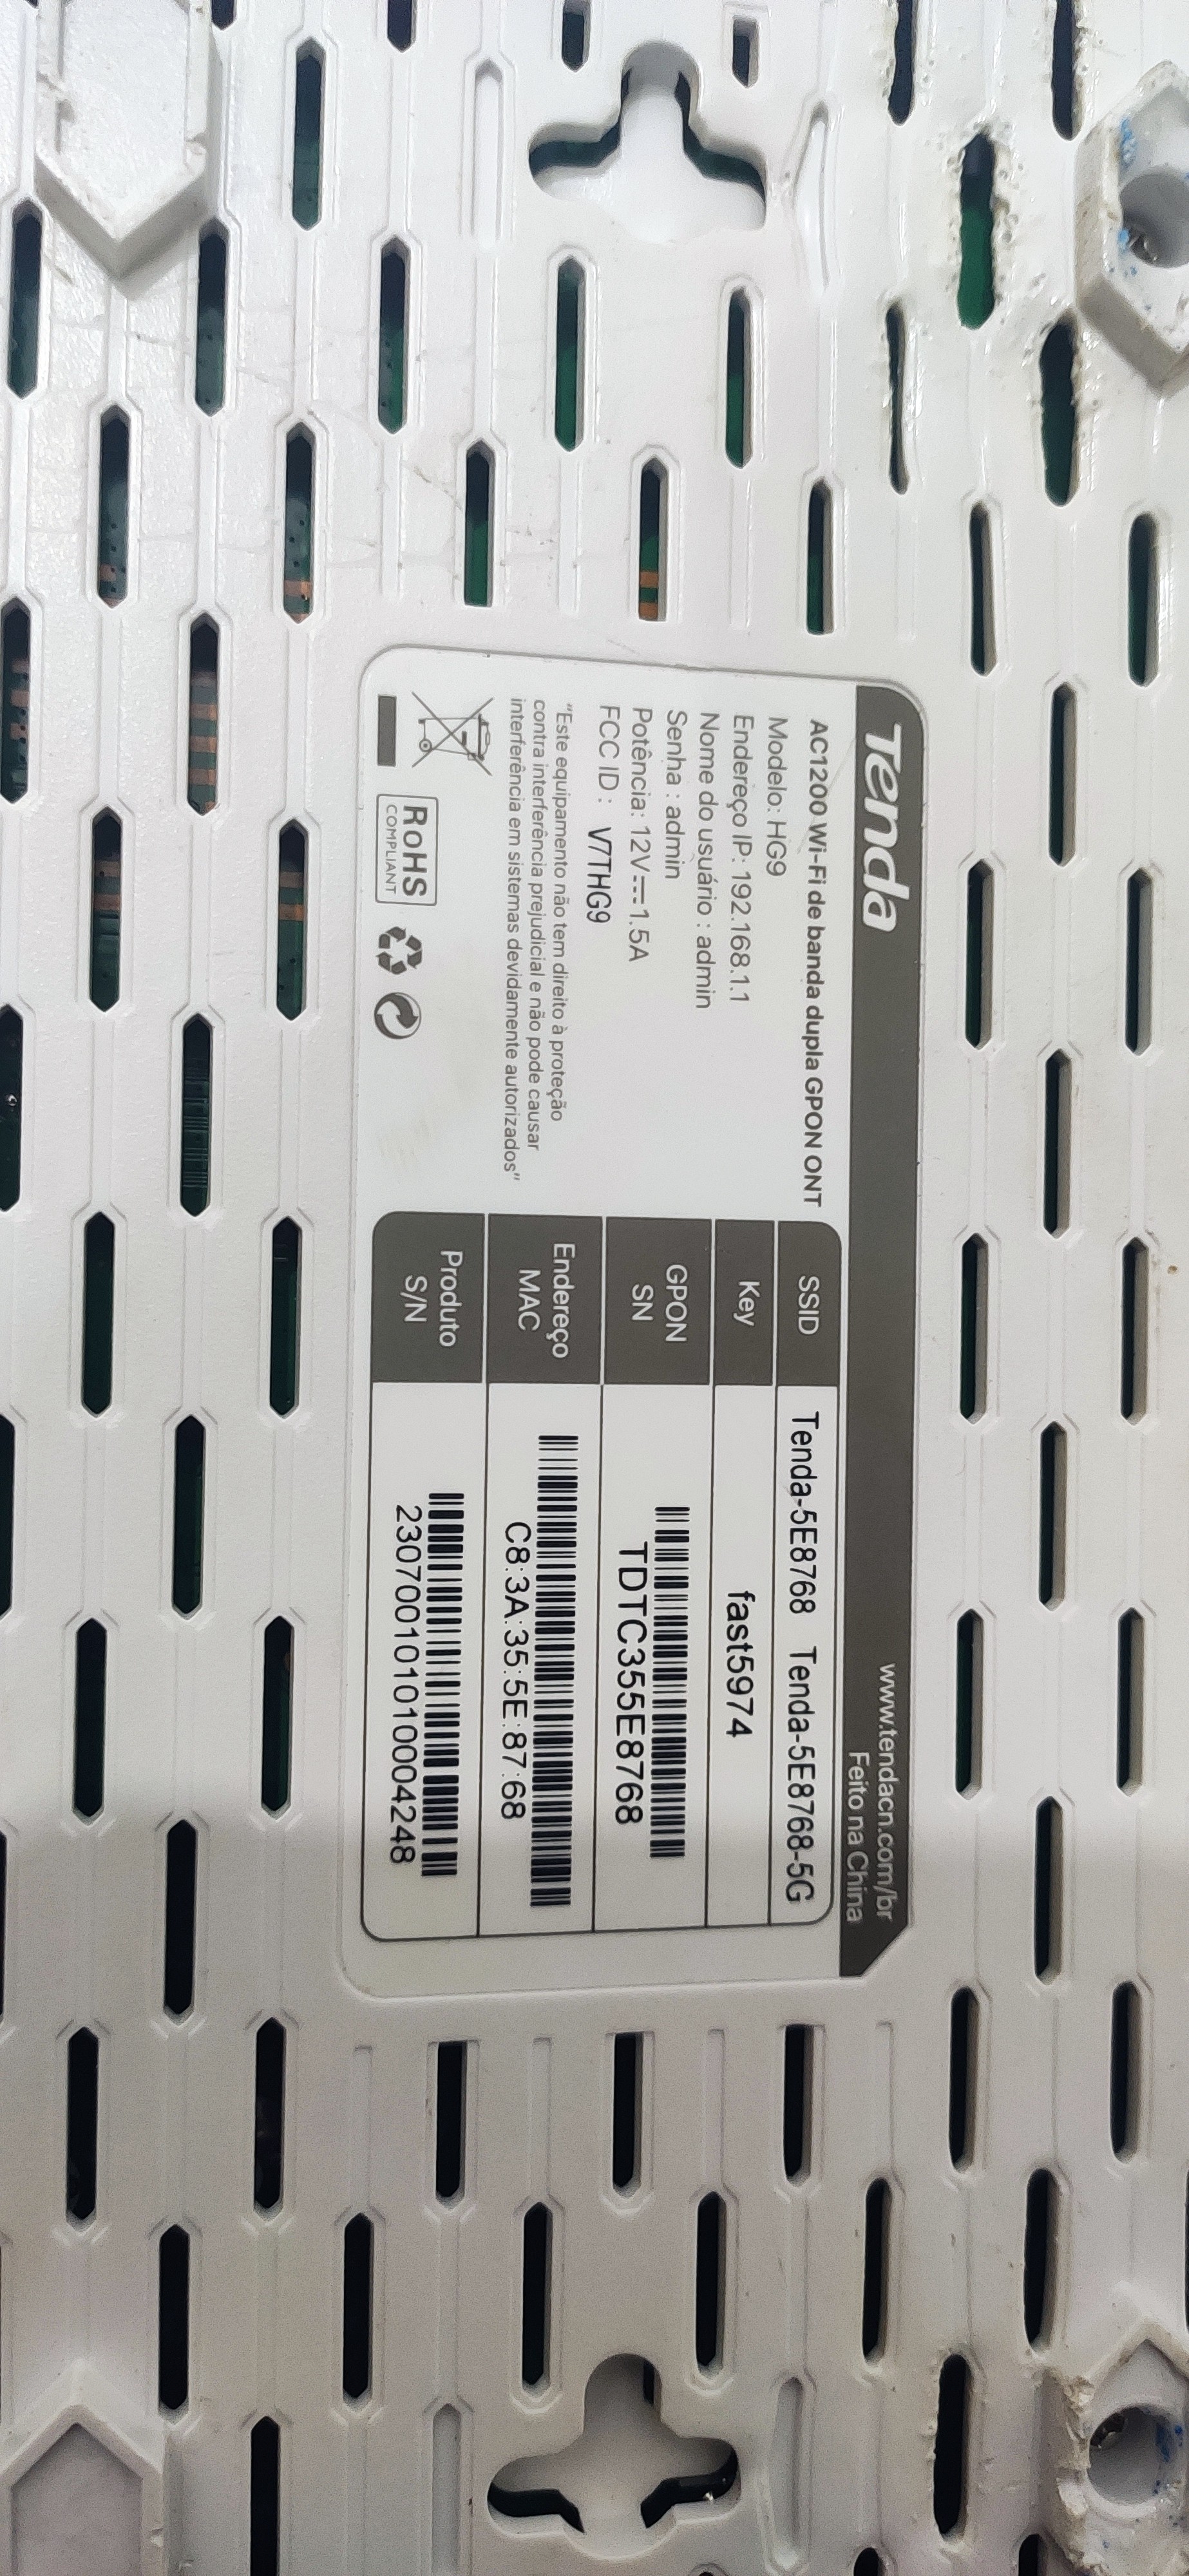 Tenda
www.tendacn.com/br
Feito na China
AC1200 Wi-Fi de banda dupla GPON ONT
Modelo: HG9
Endereço IP: 192.168.1.1
Nome do usuário : admin
Senha : admin
Potência: 12V⎓1.5A
FCC ID : V7THG9
"Este equipamento não tem direito à proteção
contra interferência prejudicial e não pode causar
interferência em sistemas devidamente autorizados"
RoHS
COMPLIANT
SSID
Tenda-5E8768 Tenda-5E8768-5G
Key
fast5974
GPON
SN
TDTC355E8768
Endereço
MAC
C8:3A:35:5E:87:68
Produto
S/N
23070010101004248